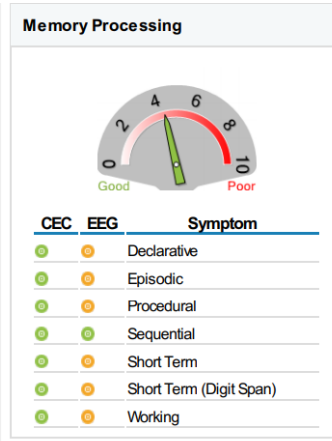 Memory Processing
0 2 4 6 8 10
Good Poor
CEC EEG Symptom
Declarative
Episodic
Procedural
Sequential
Short Term
Short Term (Digit Span)
Working